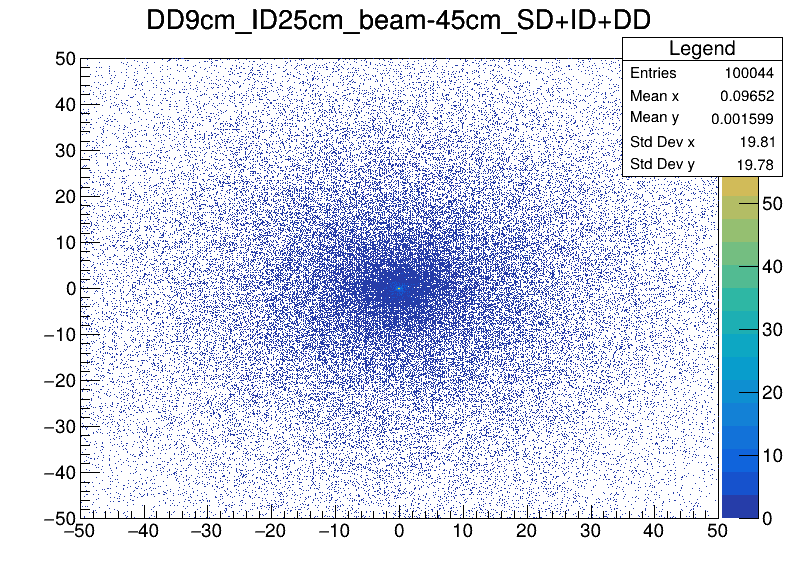 DD9cm_ID25cm_beam-45cm_SD+ID+DD
Legend
Entries 100044
Mean x 0.09652
Mean y 0.001599
Std Dev x 19.81
Std Dev y 19.78
50
40
30
20
10
0
−10
−20
−30
−40
−50
−50 −40 −30 −20 −10 0 10 20 30 40 50
50
40
30
20
10
0